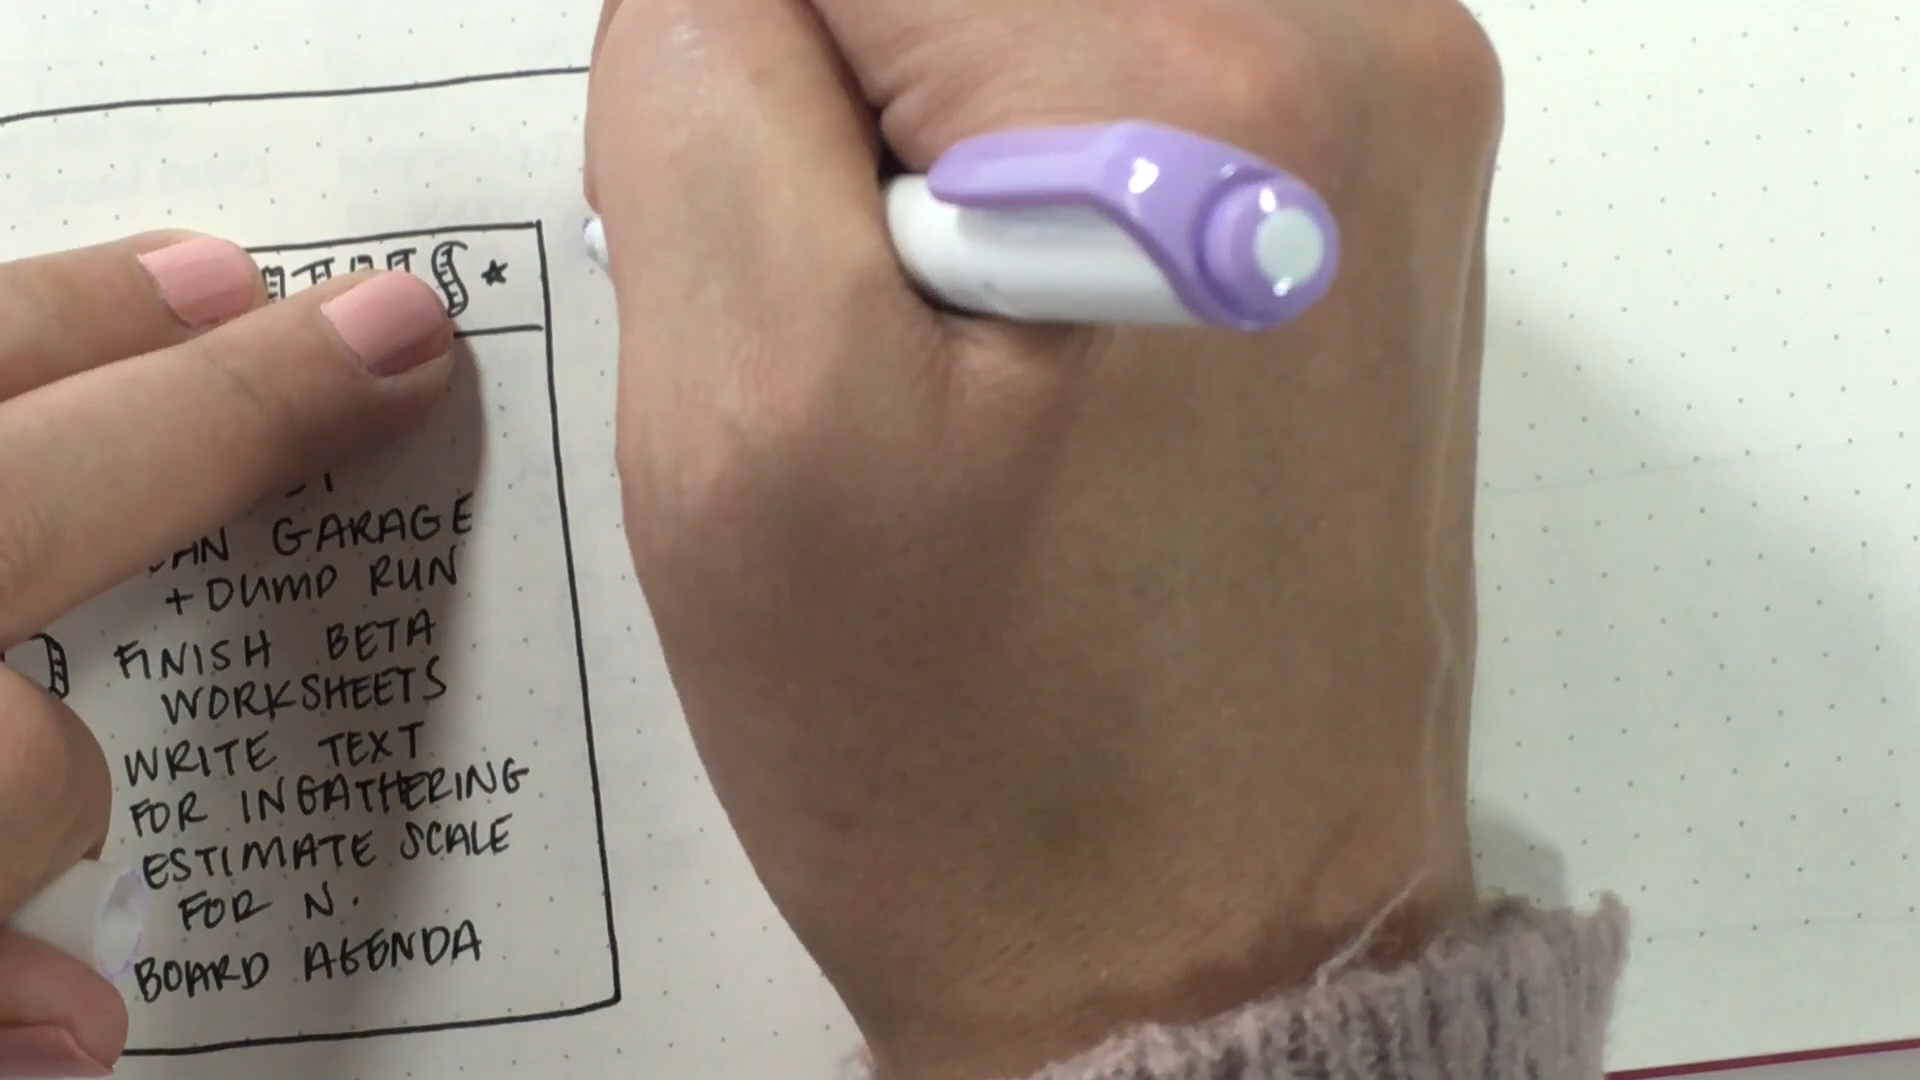 GARAGE
+ DUMP RUN
FINISH BETA
WORKSHEETS
WRITE TEXT
FOR INGATHERING
ESTIMATE SCALE
FOR N.
BOARD AGENDA